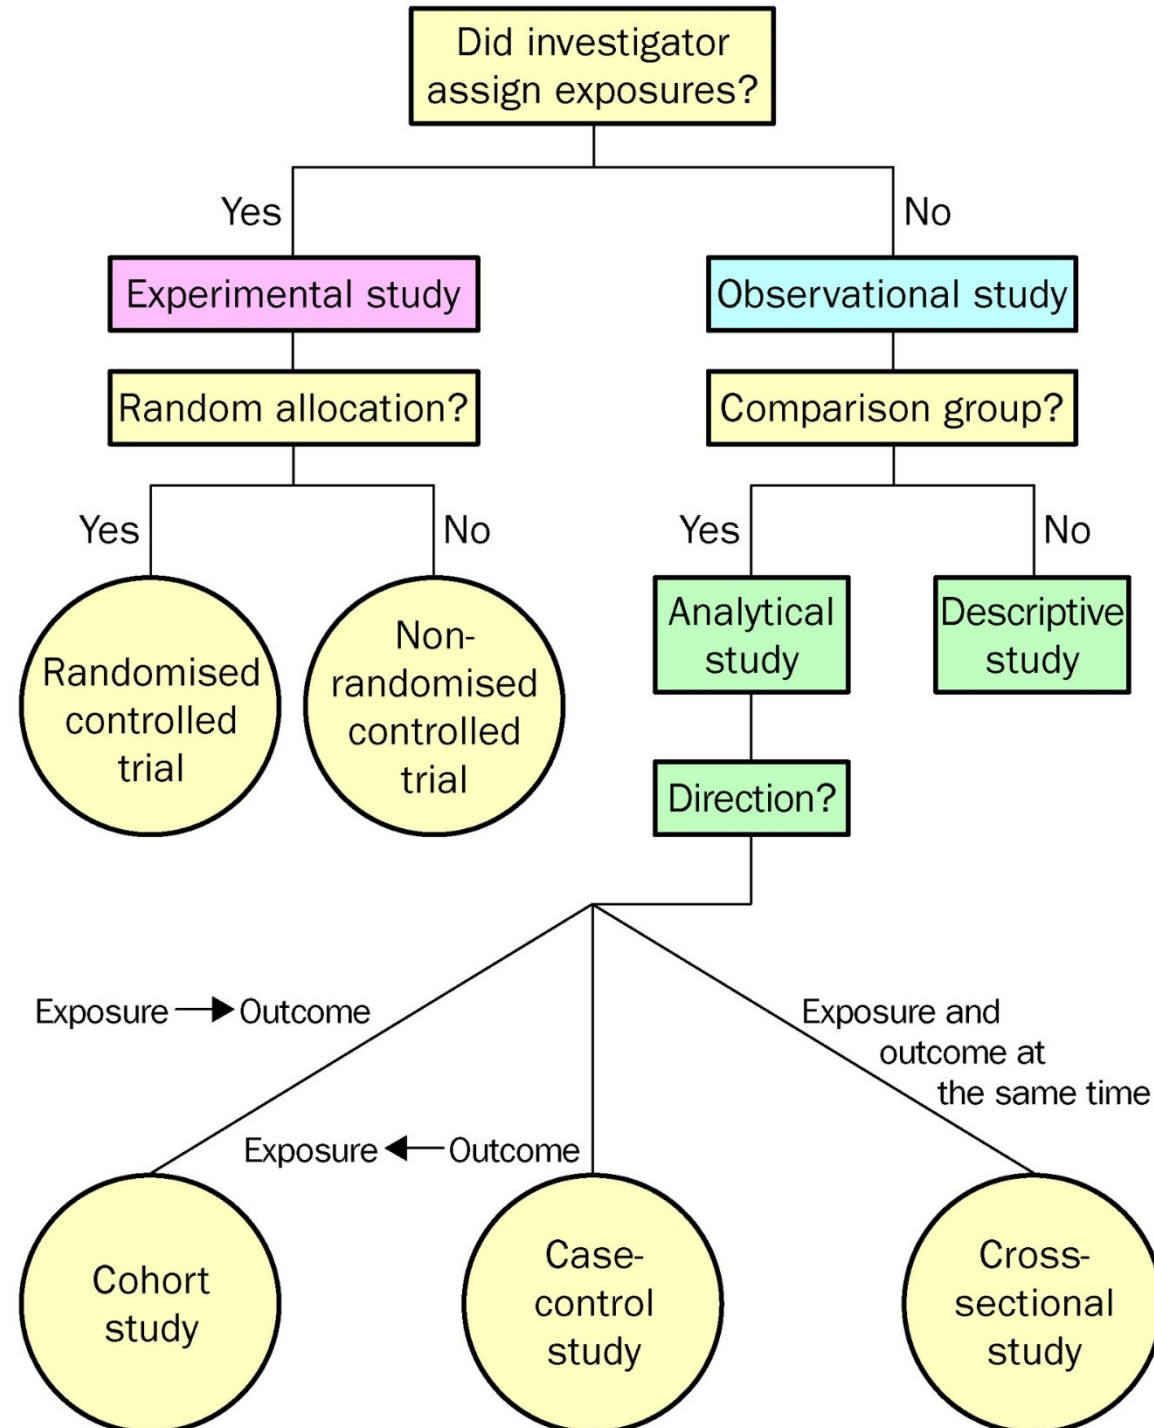 Did investigator
assign exposures?
Yes
No
Experimental study
Observational study
Random allocation?
Comparison group?
Yes
No
Yes
No
Randomised
controlled
trial
Non-
randomised
controlled
trial
Analytical
study
Descriptive
study
Direction?
Exposure → Outcome
Exposure and
outcome at
the same time
Exposure ← Outcome
Cohort
study
Case-
control
study
Cross-
sectional
study